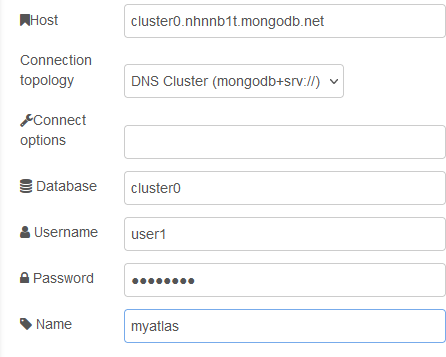 Host cluster0.nhnnb1t.mongodb.net
Connection topology DNS Cluster (mongodb+srv://)
Connect options
Database cluster0
Username user1
Password ●●●●●●●●
Name myatlas